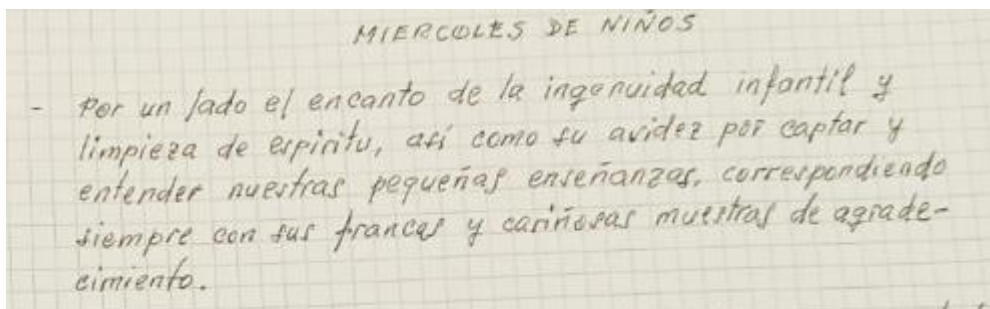 MIERCOLES DE NIÑOS
- Por un lado el encanto de la ingenuidad infantil y
limpieza de espiritu, así como su avidez por captar y
entender nuestras pequeñas enseñanzas, correspondiendo
siempre con sus francas y cariñosas muestras de agrade-
cimiento.